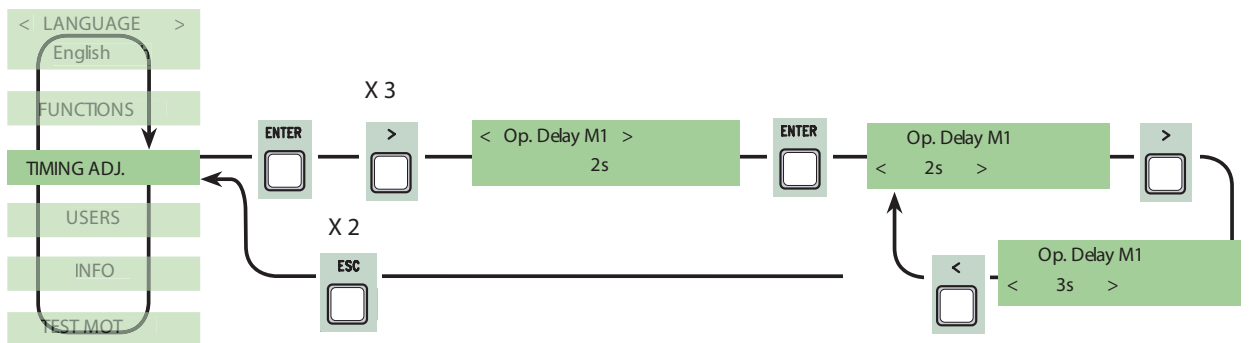 < LANGUAGE >
English
FUNCTIONS
TIMING ADJ.
USERS
INFO
TEST MOT
ENTER
X 3
>
< Op. Delay M1 >
2s
ENTER
Op. Delay M1
< 2s >
>
Op. Delay M1
< 3s >
<
X 2
ESC